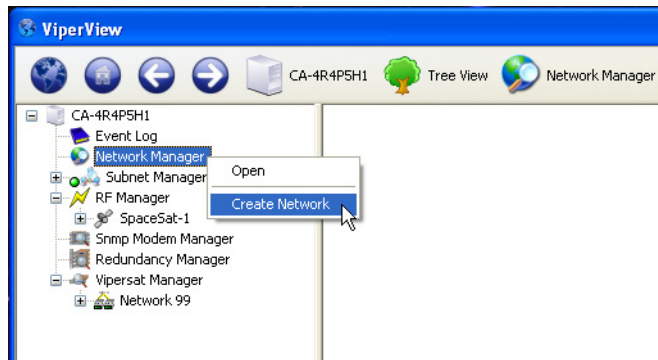 ViperView
CA-4R4P5H1 Tree View Network Manager
CA-4R4P5H1
Event Log
Network Manager
Open
Subnet Manager
Create Network
RF Manager
SpaceSat-1
Snmp Modem Manager
Redundancy Manager
Vipersat Manager
Network 99